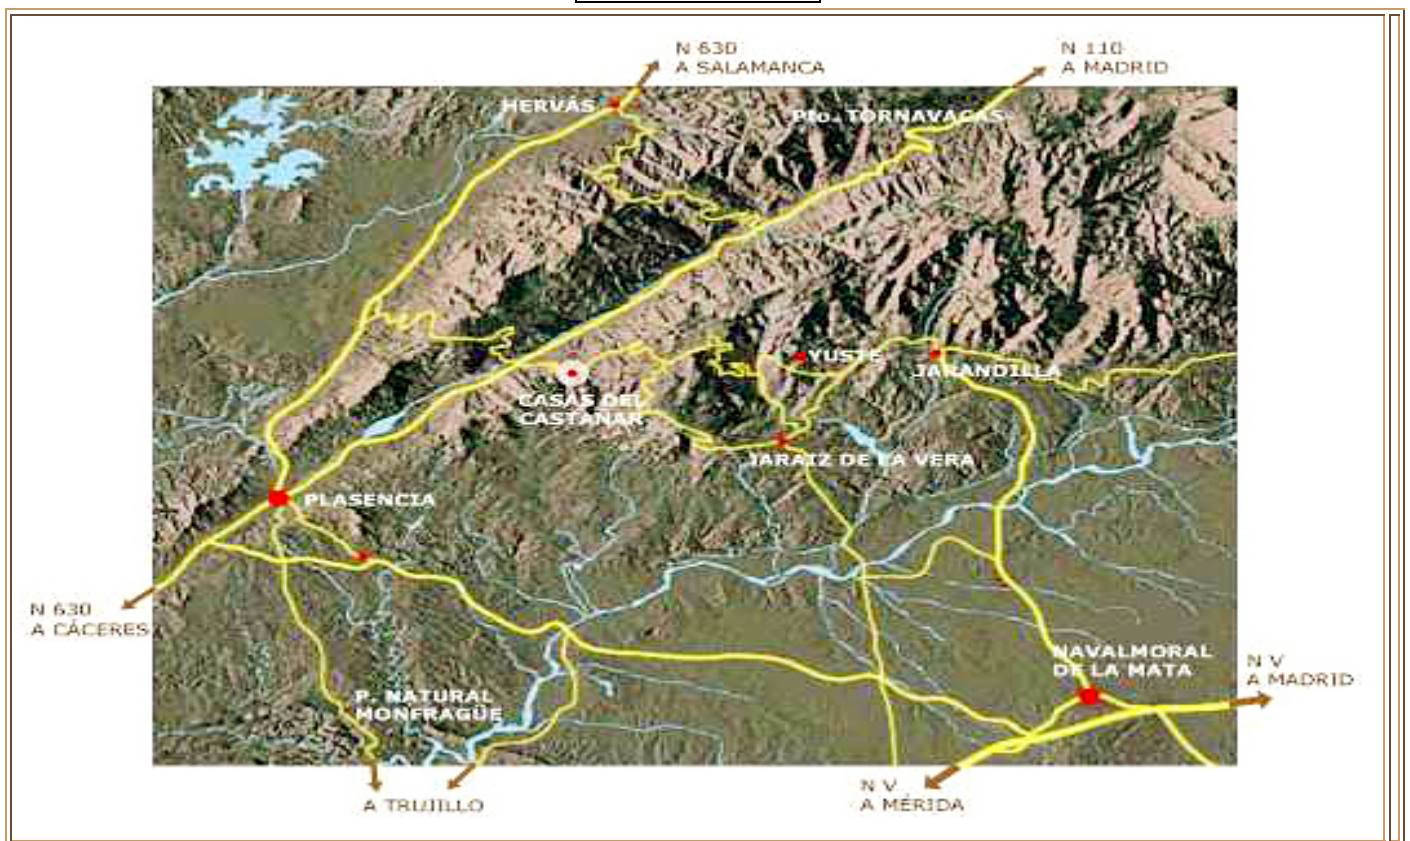 N 630
A SALAMANCA
N 110
A MADRID
HERVÁS
Pto. TORNAVACAS
YUSTE
JARANDILLA
CASAS DEL
CASTAÑAR
JARAIZ DE LA VERA
PLASENCIA
N 630
A CÁCERES
NAVALMORAL
DE LA MATA
N V
A MADRID
P. NATURAL
MONFRAGÜE
N V
A MÉRIDA
A TRUJILLO